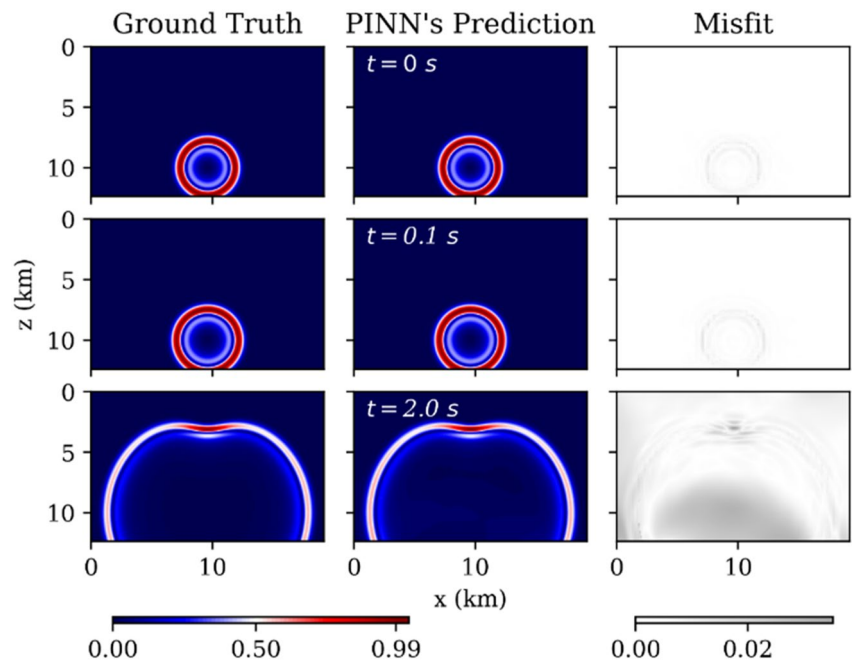 Ground Truth PINN's Prediction Misfit
0
5
10
t = 0 s
0
5
10
t = 0.1 s
z (km)
0
5
10
t = 2.0 s
0 10 0 10 0 10
x (km)
0.00 0.50 0.99 0.00 0.02